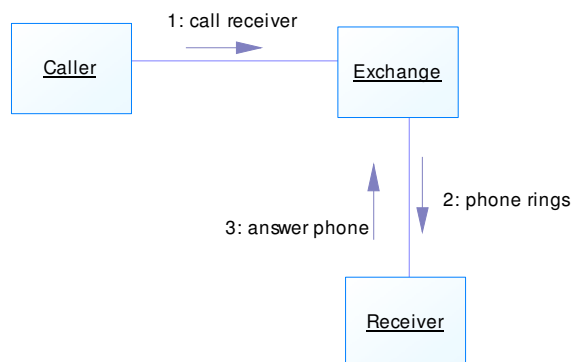 1: call receiver
Caller
Exchange
2: phone rings
3: answer phone
Receiver